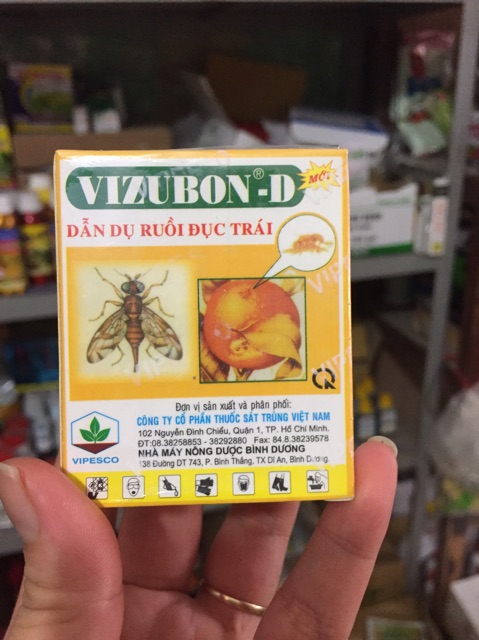 VIZUBON®-D
MỚI
DẪN DỤ RUỒI ĐỤC TRÁI
Đơn vị sản xuất và phân phối:
CÔNG TY CỔ PHẦN THUỐC SÁT TRÙNG VIỆT NAM
102 Nguyễn Đình Chiểu, Quận 1, TP. Hồ Chí Minh.
ĐT:08.38258853 - 38292880 Fax: 84.8.38239578
NHÀ MÁY NÔNG DƯỢC BÌNH DƯƠNG
138 Đường DT 743, P. Bình Thắng, TX Dĩ An, Bình Dương.
VIPESCO